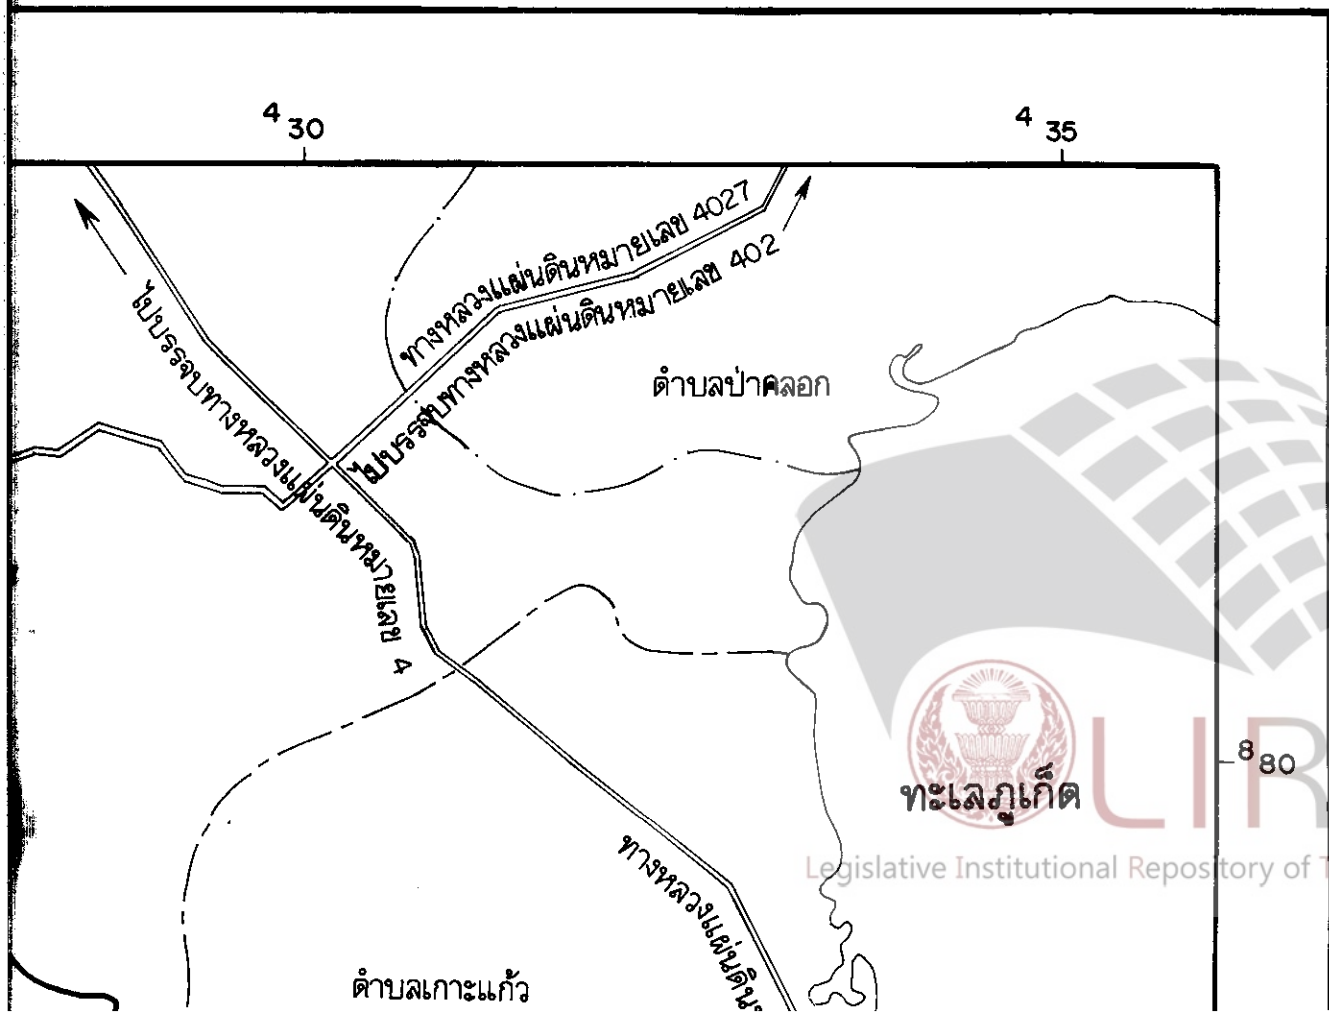 4 30
4 35
ทางหลวงแผ่นดินหมายเลข 4027
ไปบรรจบทางหลวงแผ่นดินหมายเลข 402
ไปบรรจบทางหลวงแผ่นดินหมายเลข 4
ตำบลป่าคลอก
8 80
ทะเลภูเก็ต
LIR
Legislative Institutional Repository of T
ทางหลวงแผ่นดิน
ตำบลเกาะแก้ว